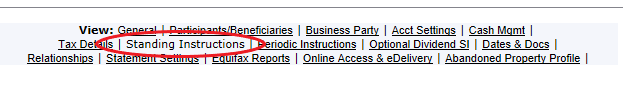 View: General | Participants/Beneficiaries | Business Party | Acct Settings | Cash Mgmt |
Tax Details | Standing Instructions | Periodic Instructions | Optional Dividend SI | Dates & Docs |
Relationships | Statement Settings | Equifax Reports | Online Access & eDelivery | Abandoned Property Profile |